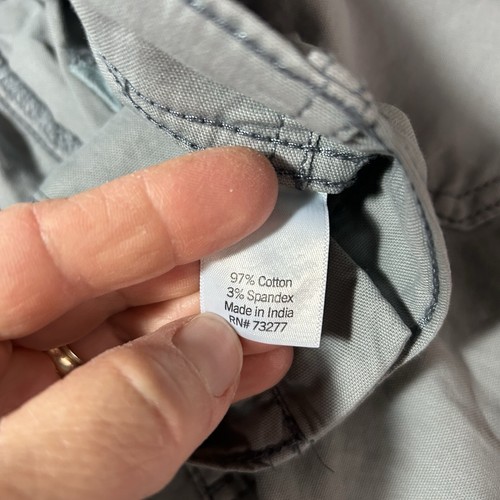 97% Cotton
3% Spandex
Made in India
RN# 73277